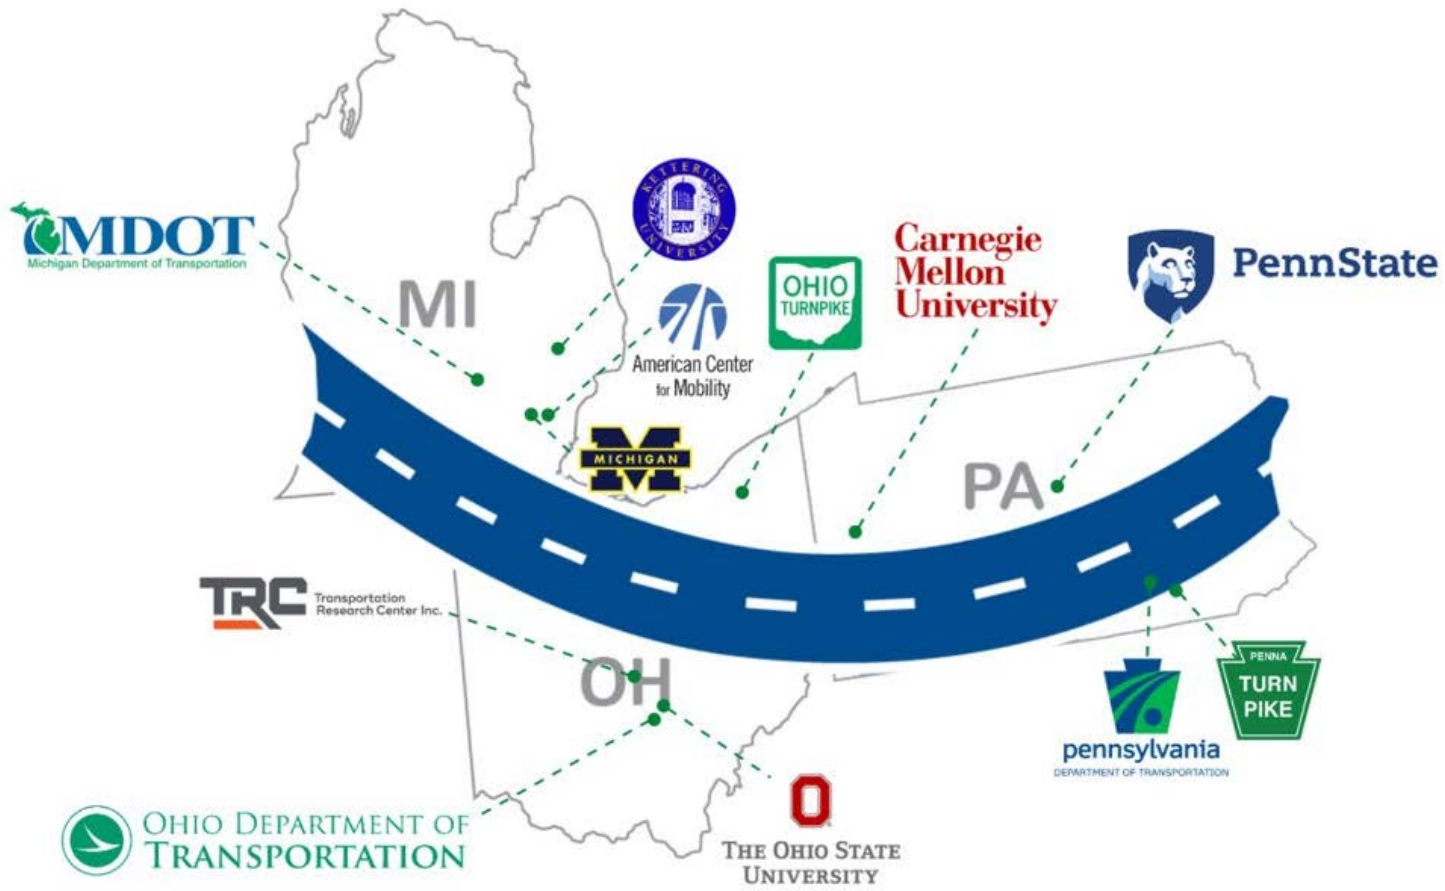 MDOT
Michigan Department of Transportation
MI
KETTERING
UNIVERSITY
American Center
for Mobility
MICHIGAN
OHIO
TURNPIKE
Carnegie
Mellon
University
PennState
PA
TRC
Transportation
Research Center Inc.
OH
PENNA
TURN
PIKE
pennsylvania
DEPARTMENT OF TRANSPORTATION
OHIO DEPARTMENT OF
TRANSPORTATION
O
THE OHIO STATE
UNIVERSITY